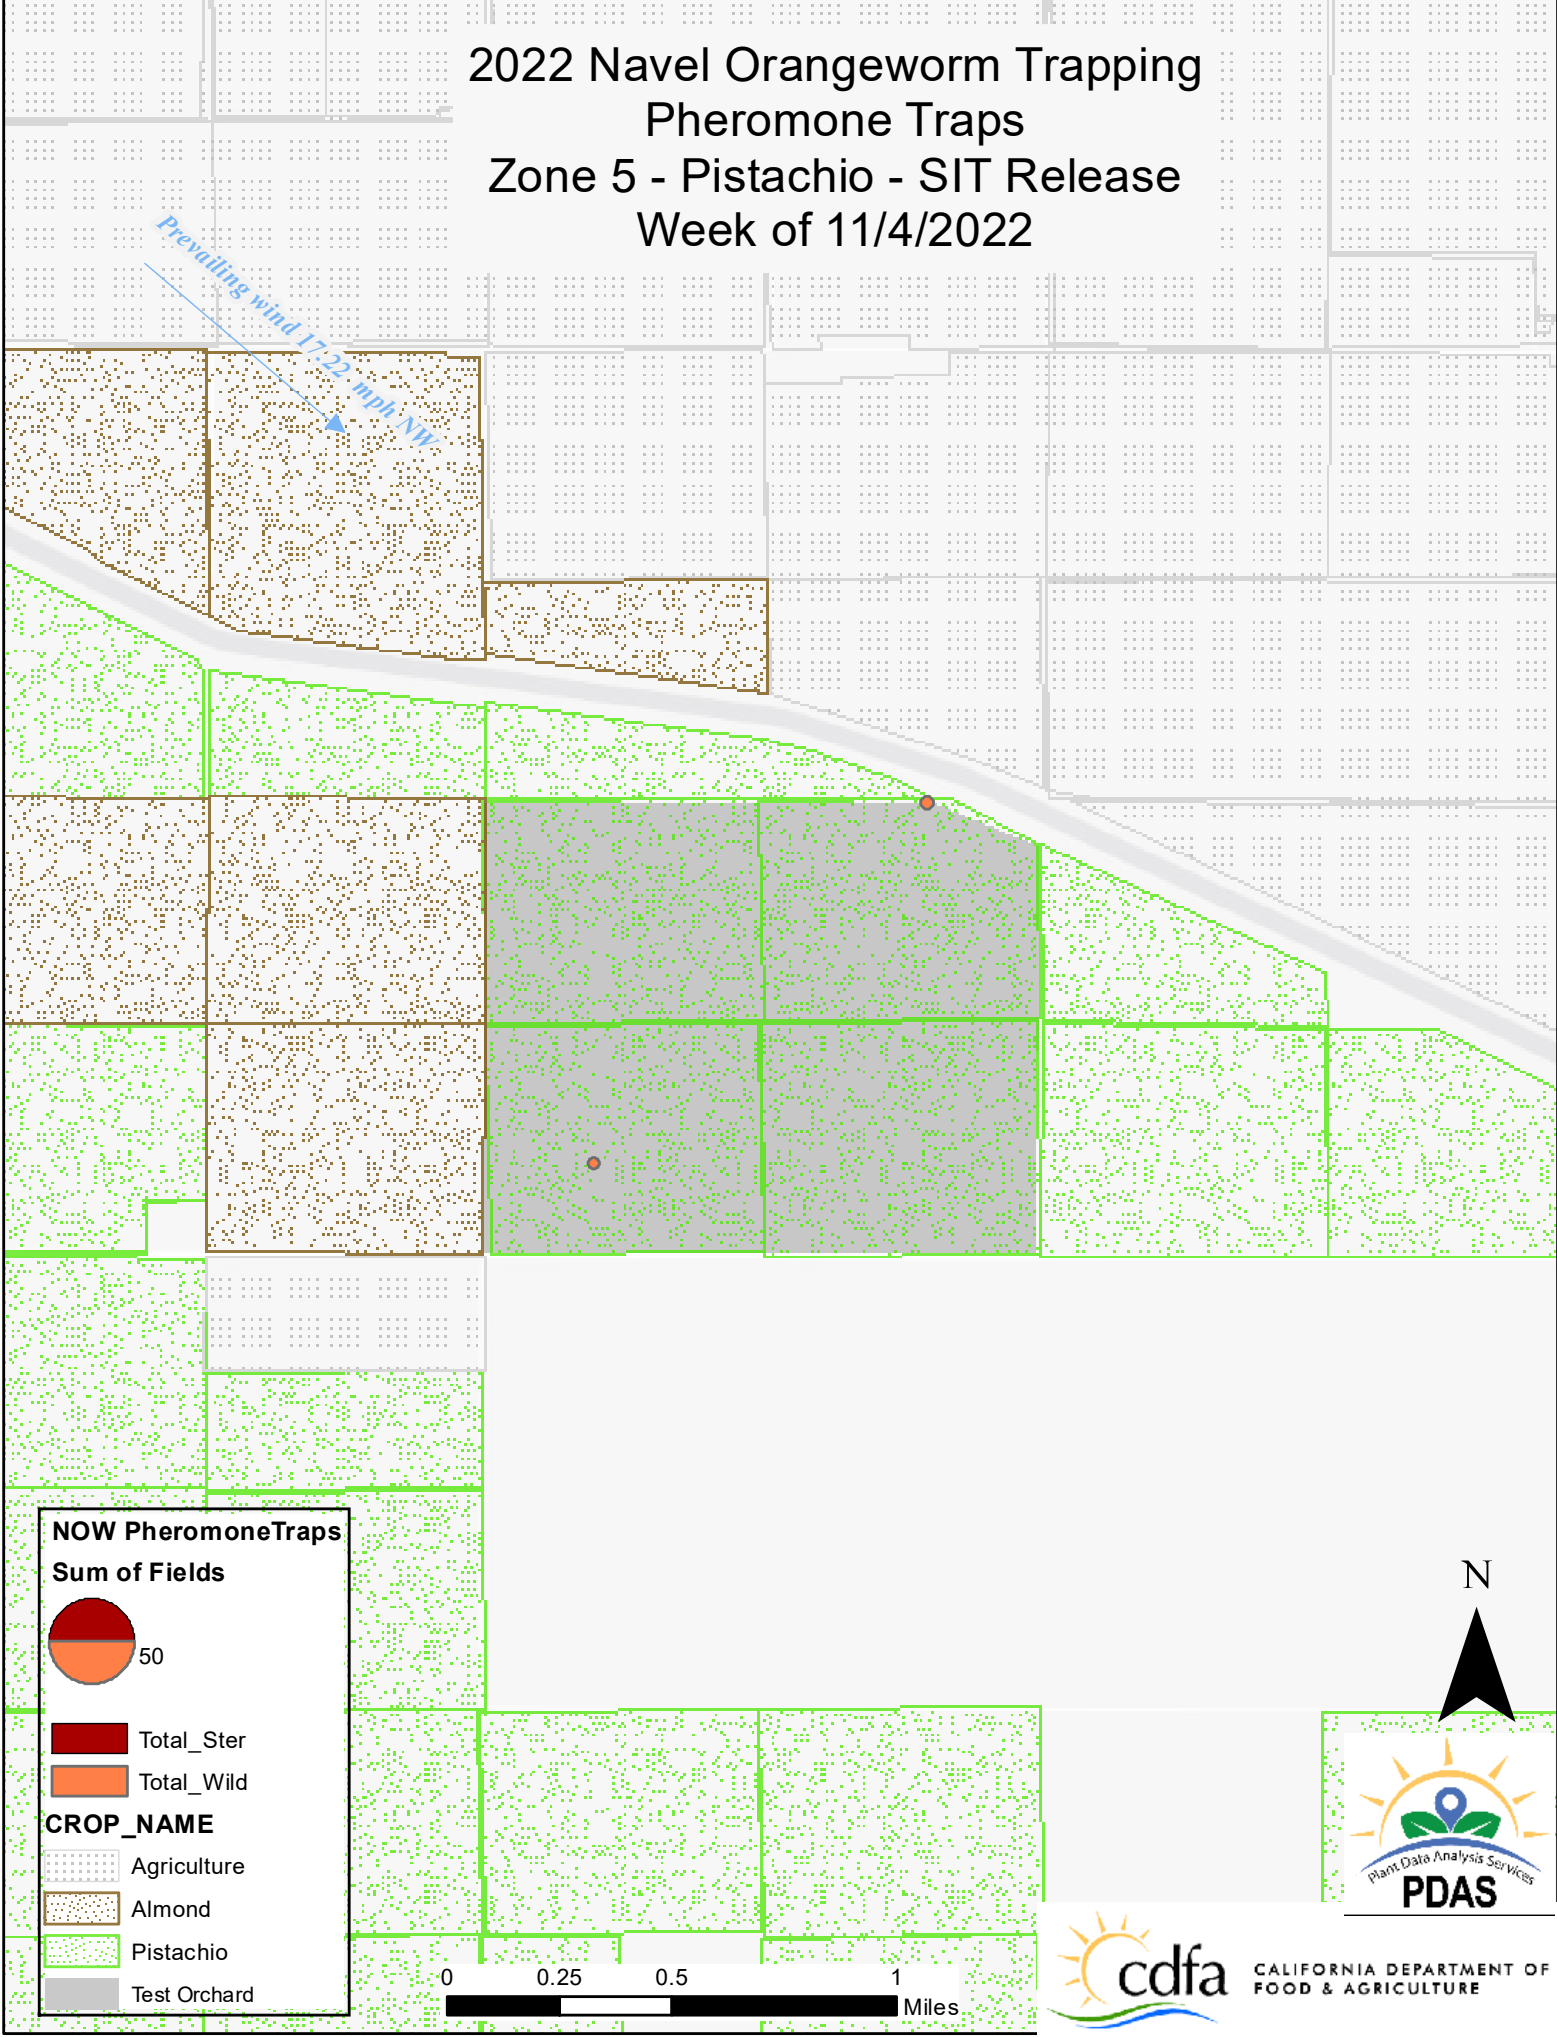 2022 Navel Orangeworm Trapping
Pheromone Traps
Zone 5 - Pistachio - SIT Release
Week of 11/4/2022
Prevailing wind 17.22 mph NW
NOW PheromoneTraps
Sum of Fields
50
Total_Ster
Total_Wild
CROP_NAME
Agriculture
Almond
Pistachio
Test Orchard
0 0.25 0.5 1
Miles
N
Plant Data Analysis Services
PDAS
cdfa
CALIFORNIA DEPARTMENT OF
FOOD & AGRICULTURE